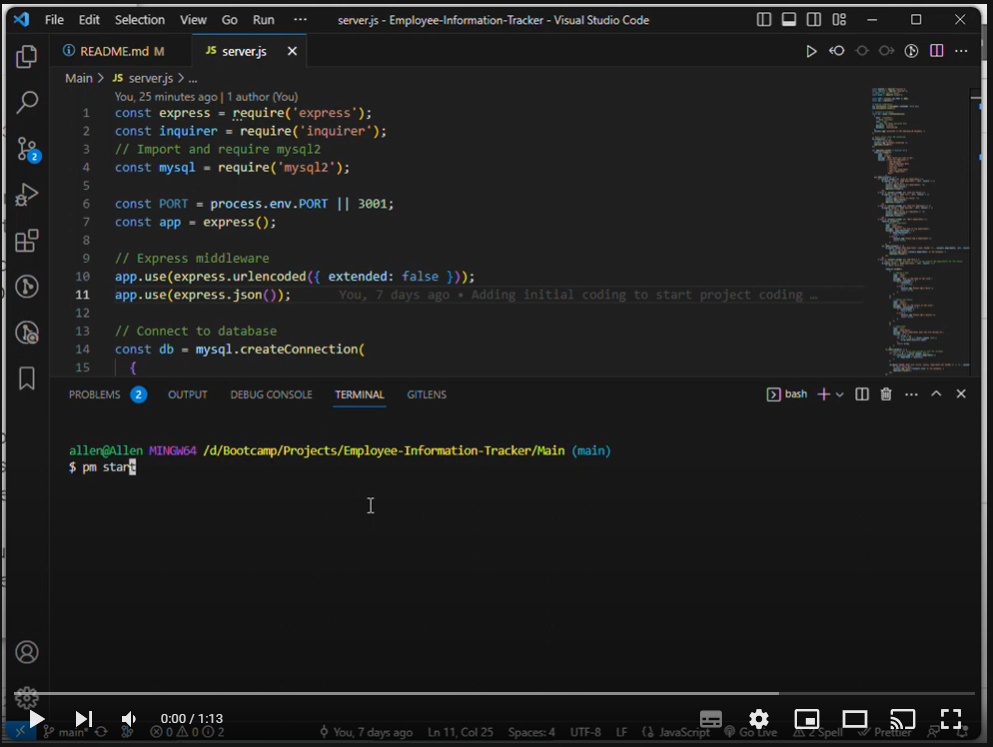 File Edit Selection View Go Run ··· server.js - Employee-Information-Tracker - Visual Studio Code
README.md M JS server.js
Main > JS server.js > ...
You, 25 minutes ago | 1 author (You)
1 const express = require('express');
2 const inquirer = require('inquirer');
3 // Import and require mysql2
4 const mysql = require('mysql2');
5
6 const PORT = process.env.PORT || 3001;
7 const app = express();
8
9 // Express middleware
10 app.use(express.urlencoded({ extended: false }));
11 app.use(express.json()); You, 7 days ago • Adding initial coding to start project coding …
12
13 // Connect to database
14 const db = mysql.createConnection(
15 {
2
PROBLEMS 2 OUTPUT DEBUG CONSOLE TERMINAL GITLENS bash
allen@Allen MINGW64 /d/Bootcamp/Projects/Employee-Information-Tracker/Main (main)
$ pm start
0:00 / 1:13
main* 0 0 2 You, 7 days ago Ln 11, Col 25 Spaces: 4 UTF-8 LF {} JavaScript Go Live 2 Spell Prettier